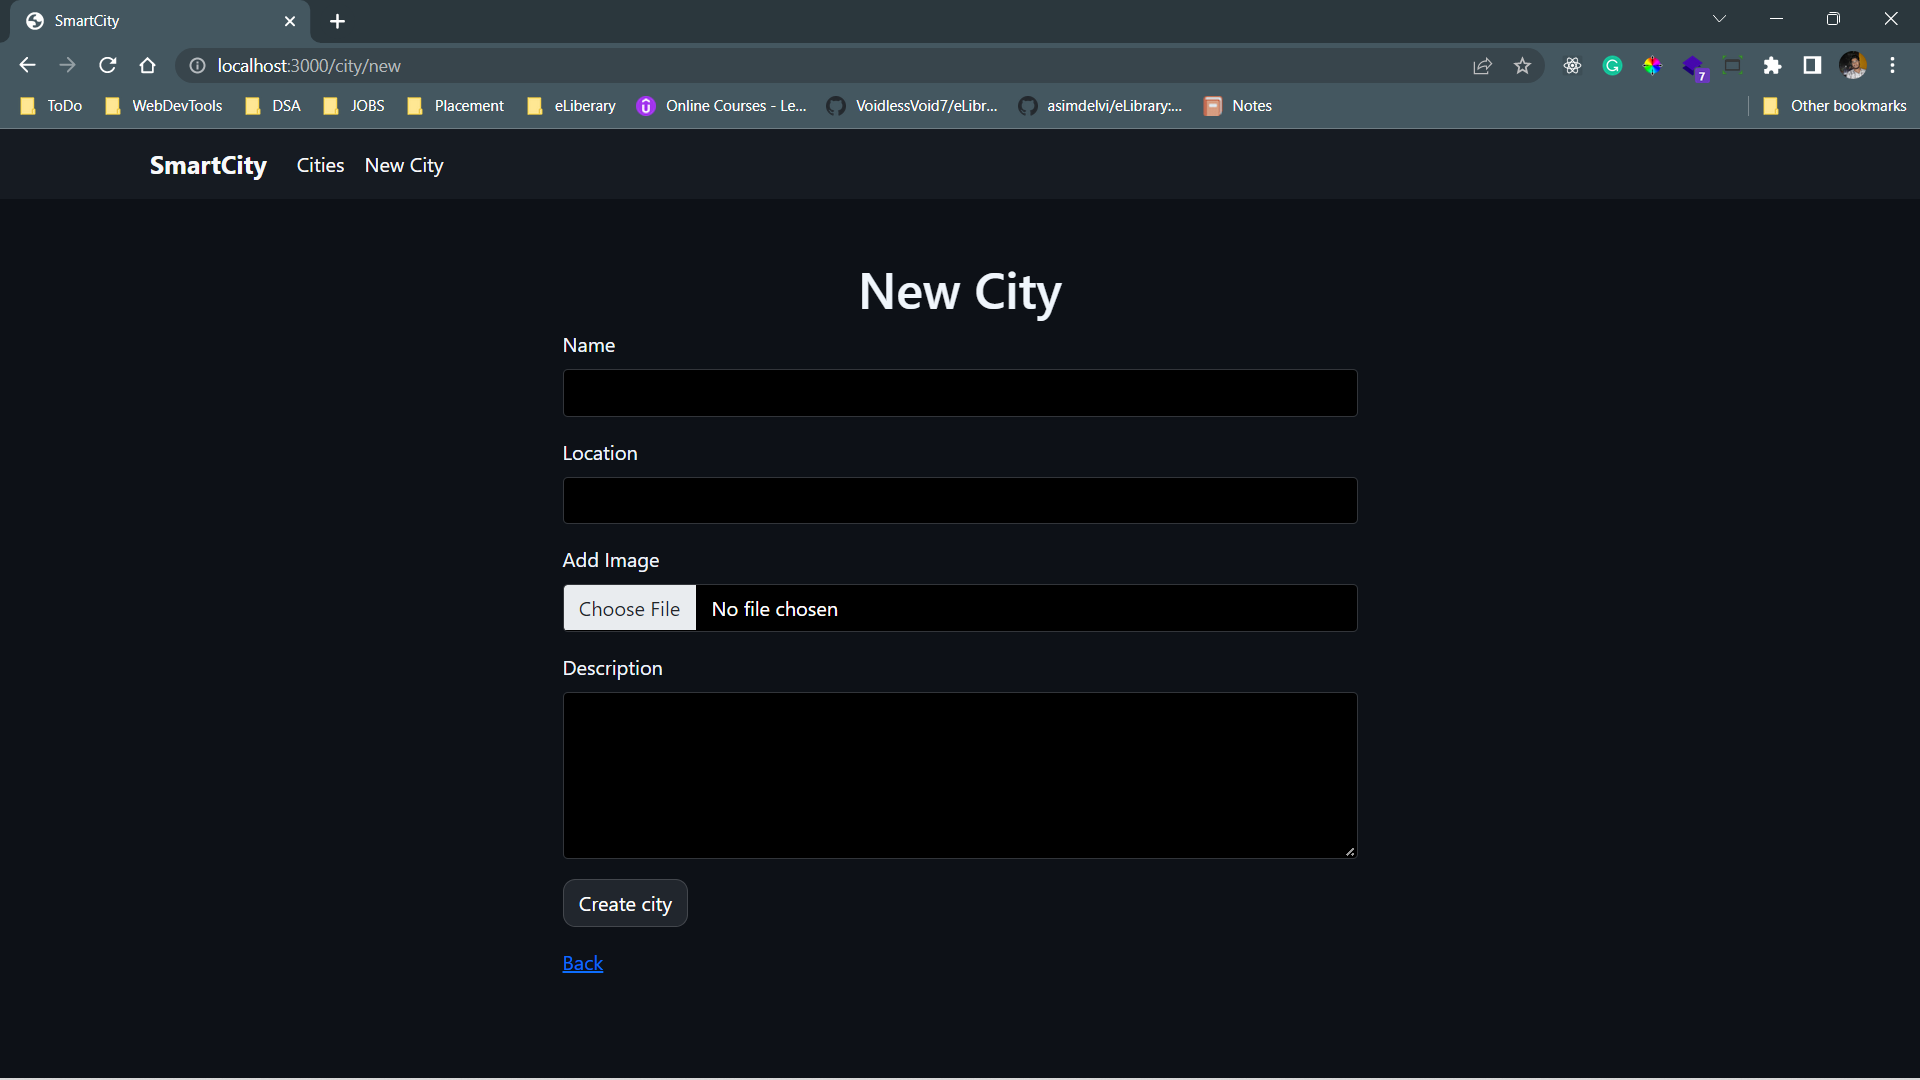 SmartCity
localhost:3000/city/new
7
ToDo WebDevTools DSA JOBS Placement eLiberary Online Courses - Le... VoidlessVoid7/eLibr... asimdelvi/eLibrary:... Notes Other bookmarks
SmartCity Cities New City
New City
Name
Location
Add Image
Choose File No file chosen
Description
Create city
Back